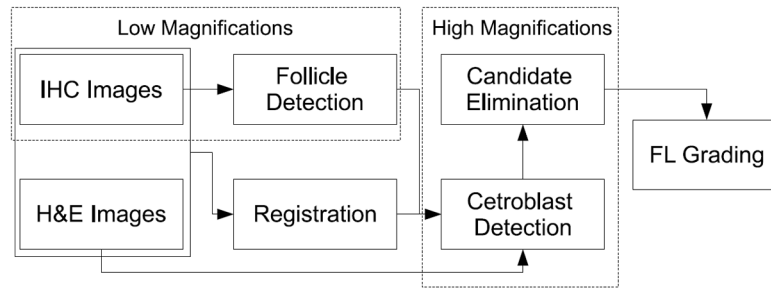 Low Magnifications
High Magnifications
IHC Images
Follicle
Detection
Candidate
Elimination
FL Grading
H&E Images
Registration
Cetroblast
Detection